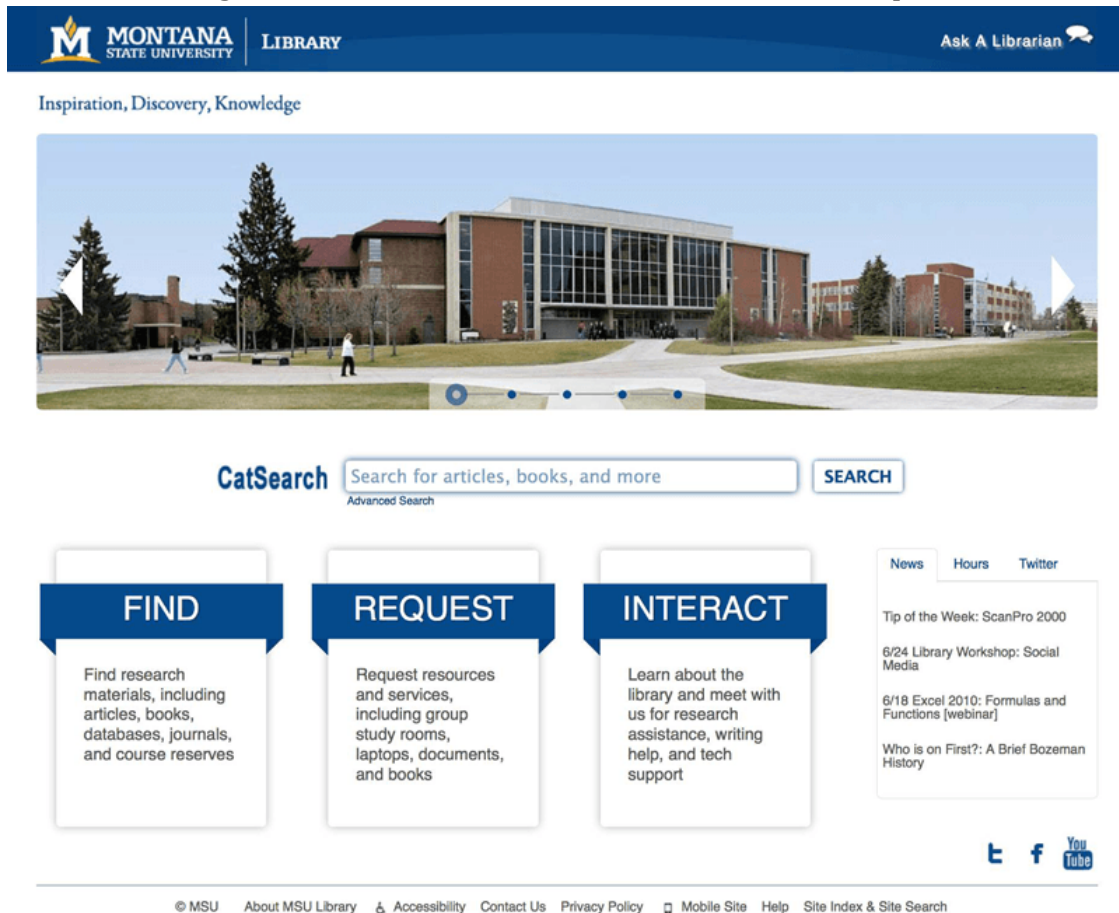 MONTANA
STATE UNIVERSITY
LIBRARY
Ask A Librarian
Inspiration, Discovery, Knowledge
CatSearch
Search for articles, books, and more
SEARCH
Advanced Search
FIND
Find research
materials, including
articles, books,
databases, journals,
and course reserves
REQUEST
Request resources
and services,
including group
study rooms,
laptops, documents,
and books
INTERACT
Learn about the
library and meet with
us for research
assistance, writing
help, and tech
support
News Hours Twitter
Tip of the Week: ScanPro 2000
6/24 Library Workshop: Social
Media
6/18 Excel 2010: Formulas and
Functions [webinar]
Who is on First?: A Brief Bozeman
History
You
Tube
© MSU About MSU Library Accessibility Contact Us Privacy Policy Mobile Site Help Site Index & Site Search